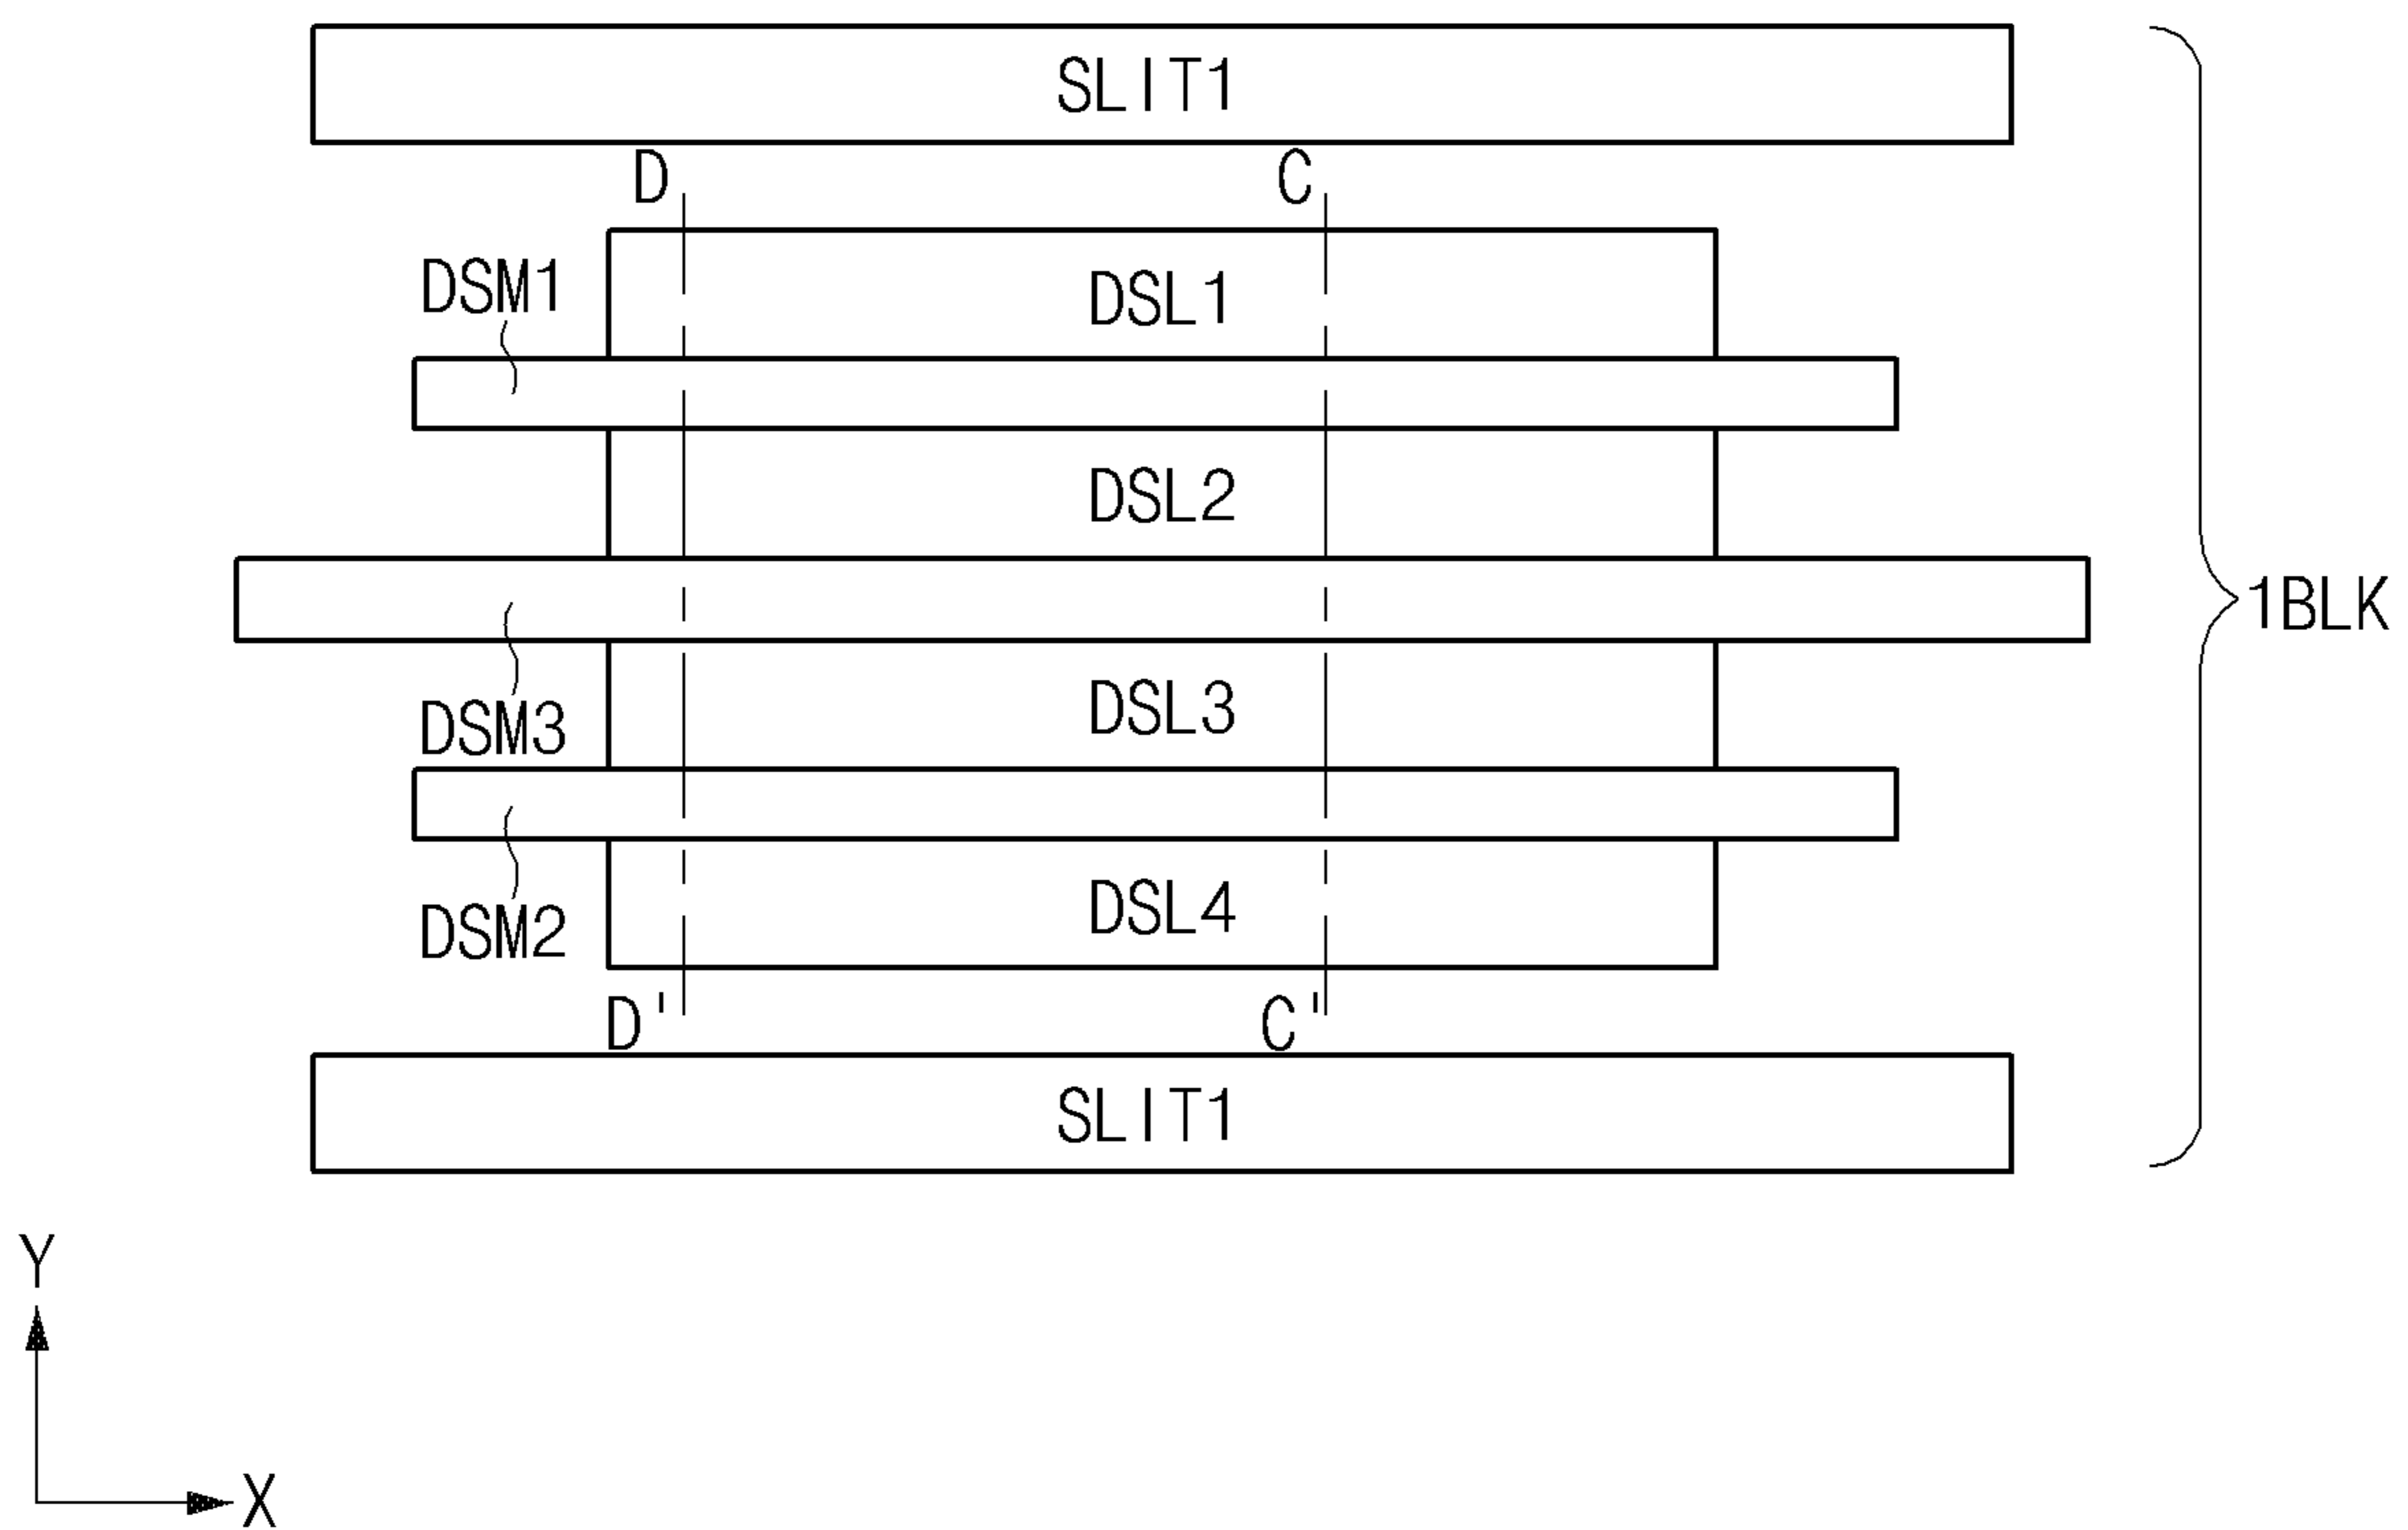 SLIT1
D C
DSM1 DSL1
DSL2
1BLK
DSM3 DSL3
DSM2 DSL4
D' C'
SLIT1
Y
X